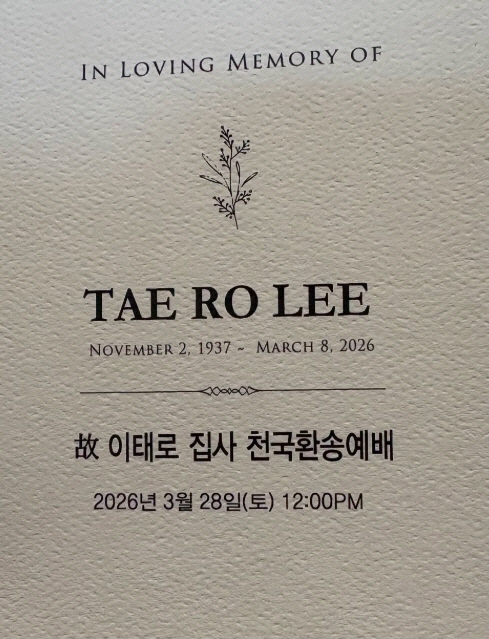 IN LOVING MEMORY OF
TAE RO LEE
NOVEMBER 2, 1937 ~ MARCH 8, 2026
故 이태로 집사 천국환송예배
2026년 3월 28일(토) 12:00PM